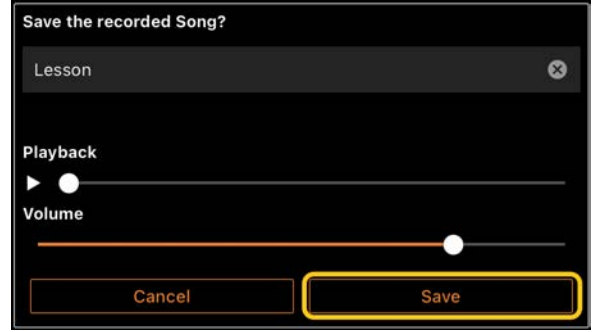 Save the recorded Song?
Lesson
Playback
Volume
Cancel
Save